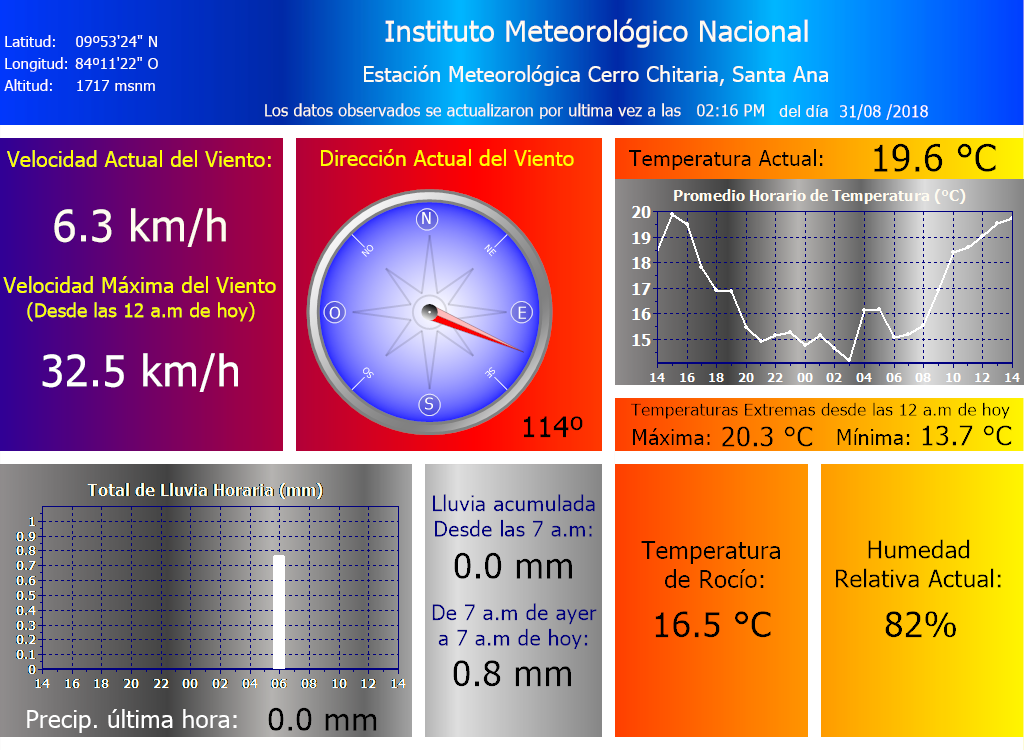 Instituto Meteorológico Nacional
Latitud: 09º53'24" N
Longitud: 84º11'22" O
Altitud: 1717 msnm
Estación Meteorológica Cerro Chitaria, Santa Ana
Los datos observados se actualizaron por ultima vez a las 02:16 PM del día 31/08 /2018
Velocidad Actual del Viento:
6.3 km/h
Velocidad Máxima del Viento
(Desde las 12 a.m de hoy)
32.5 km/h
Dirección Actual del Viento
N
NO NE
O E
SO SE
S
114º
Temperatura Actual: 19.6 °C
Promedio Horario de Temperatura (°C)
20
19
18
17
16
15
14 16 18 20 22 00 02 04 06 08 10 12 14
Temperaturas Extremas desde las 12 a.m de hoy
Máxima: 20.3 °C Mínima: 13.7 °C
Total de Lluvia Horaria (mm)
1
0.9
0.8
0.7
0.6
0.5
0.4
0.3
0.2
0.1
0
14 16 18 20 22 00 02 04 06 08 10 12 14
Precip. última hora: 0.0 mm
Lluvia acumulada
Desde las 7 a.m:
0.0 mm
De 7 a.m de ayer
a 7 a.m de hoy:
0.8 mm
Temperatura
de Rocío:
16.5 °C
Humedad
Relativa Actual:
82%